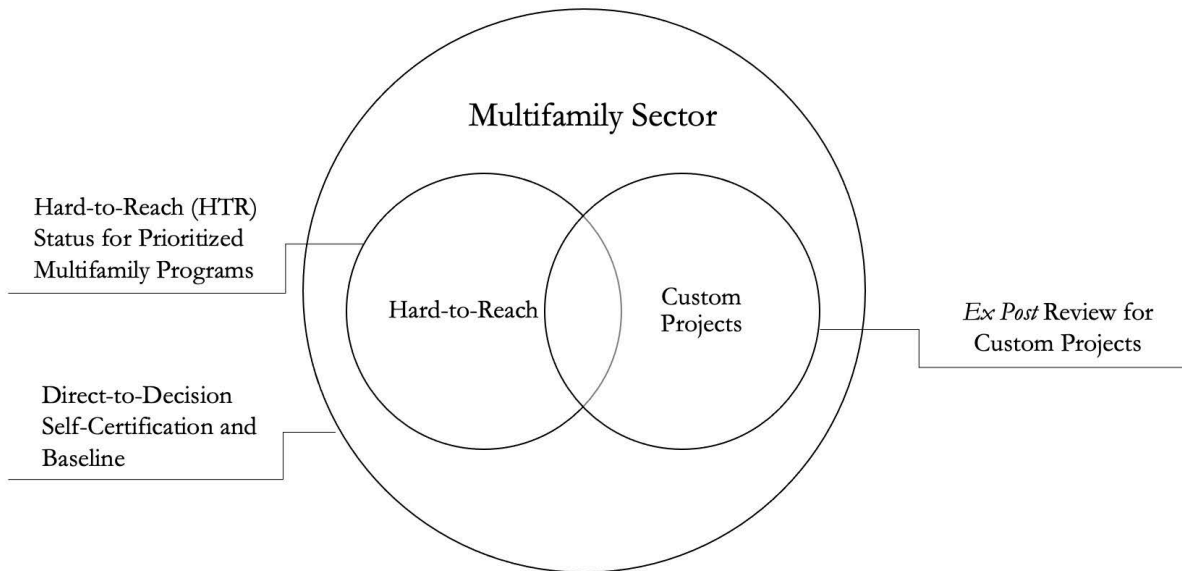 Multifamily Sector
Hard-to-Reach (HTR)
Status for Prioritized
Multifamily Programs
Hard-to-Reach
Custom
Projects
Ex Post Review for
Custom Projects
Direct-to-Decision
Self-Certification and
Baseline